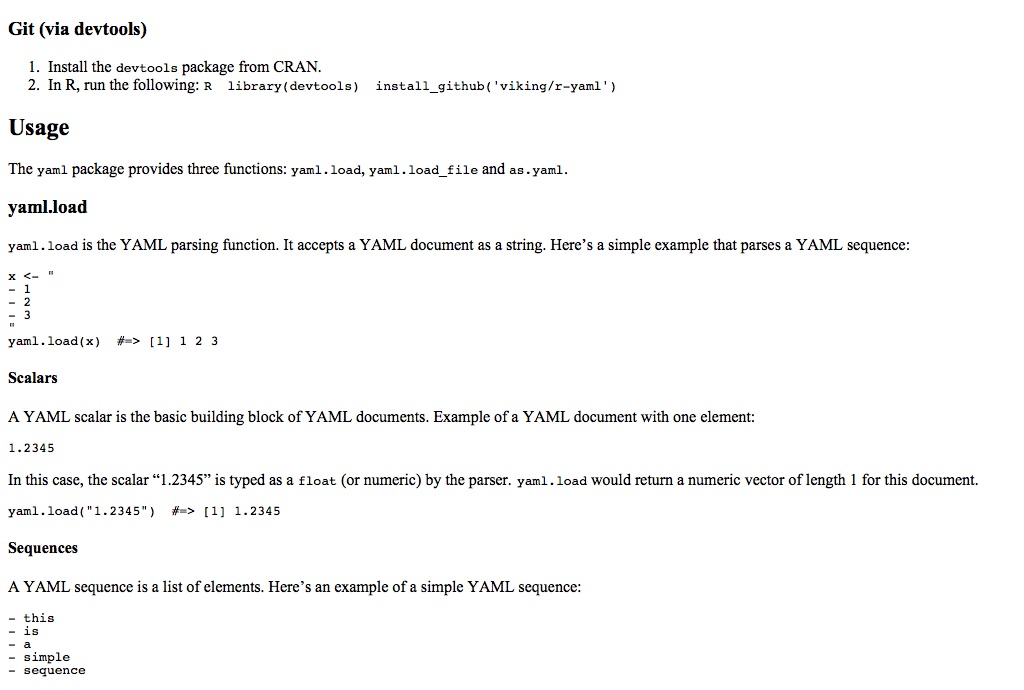 Git (via devtools)
1. Install the devtools package from CRAN.
2. In R, run the following: R library(devtools) install_github('viking/r-yaml')
Usage
The yaml package provides three functions: yaml.load, yaml.load_file and as.yaml.
yaml.load
yaml.load is the YAML parsing function. It accepts a YAML document as a string. Here’s a simple example that parses a YAML sequence:
x <- "
- 1
- 2
- 3
"
yaml.load(x)  #=> [1] 1 2 3
Scalars
A YAML scalar is the basic building block of YAML documents. Example of a YAML document with one element:
1.2345
In this case, the scalar “1.2345” is typed as a float (or numeric) by the parser. yaml.load would return a numeric vector of length 1 for this document.
yaml.load("1.2345")  #=> [1] 1.2345
Sequences
A YAML sequence is a list of elements. Here’s an example of a simple YAML sequence:
- this
- is
- a
- simple
- sequence